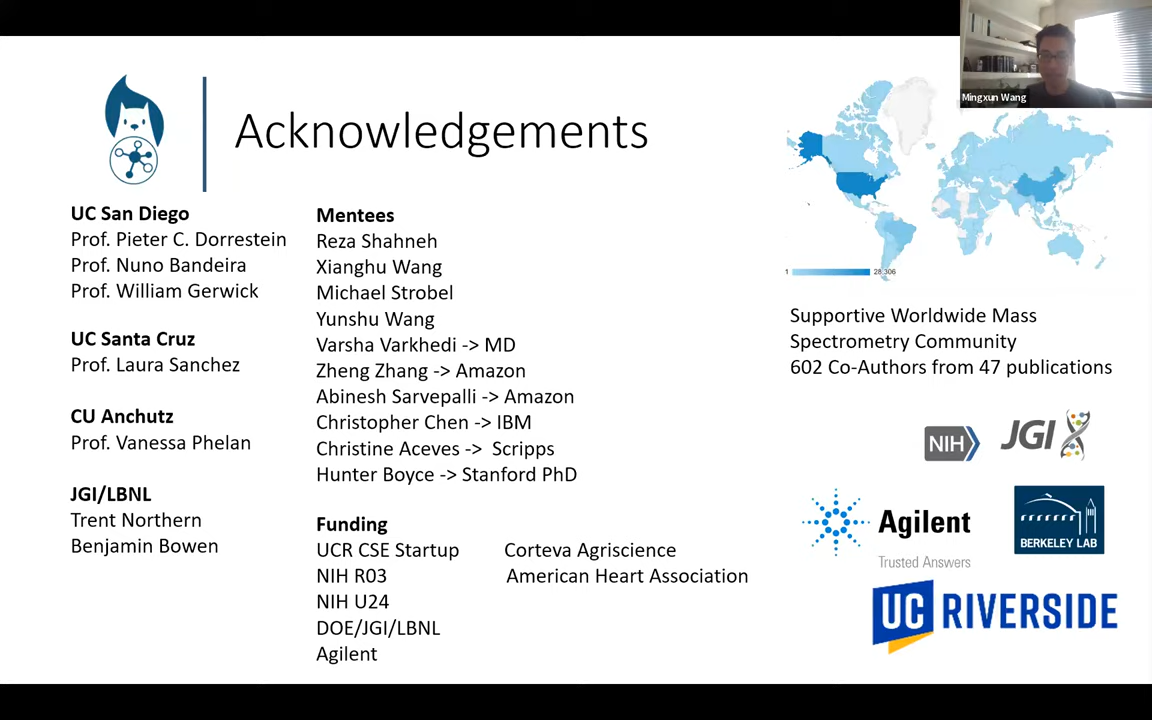 Mingxun Wang
Acknowledgements
UC San Diego
Prof. Pieter C. Dorrestein
Prof. Nuno Bandeira
Prof. William Gerwick
UC Santa Cruz
Prof. Laura Sanchez
CU Anchutz
Prof. Vanessa Phelan
JGI/LBNL
Trent Northern
Benjamin Bowen
Mentees
Reza Shahneh
Xianghu Wang
Michael Strobel
Yunshu Wang
Varsha Varkhedi -> MD
Zheng Zhang -> Amazon
Abinesh Sarvepalli -> Amazon
Christopher Chen -> IBM
Christine Aceves -> Scripps
Hunter Boyce -> Stanford PhD
Funding
UCR CSE Startup
NIH R03
NIH U24
DOE/JGI/LBNL
Agilent
Corteva Agriscience
American Heart Association
1 28,306
Supportive Worldwide Mass
Spectrometry Community
602 Co-Authors from 47 publications
NIH
JGI
Agilent
Trusted Answers
BERKELEY LAB
UC RIVERSIDE